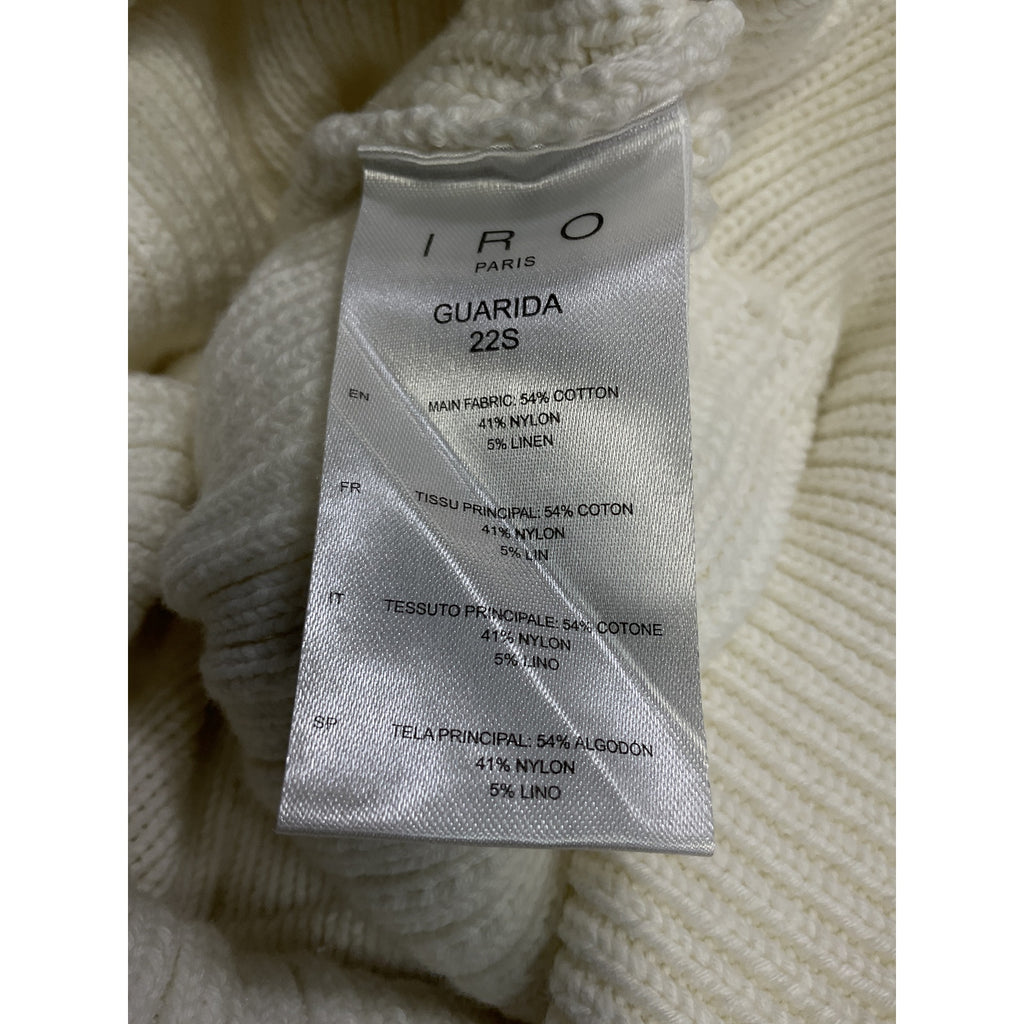 IRO
PARIS
GUARIDA
22S
EN MAIN FABRIC: 54% COTTON
41% NYLON
5% LINEN
FR TISSU PRINCIPAL: 54% COTON
41% NYLON
5% LIN
IT TESSUTO PRINCIPALE: 54% COTONE
41% NYLON
5% LINO
SP TELA PRINCIPAL: 54% ALGODON
41% NYLON
5% LINO